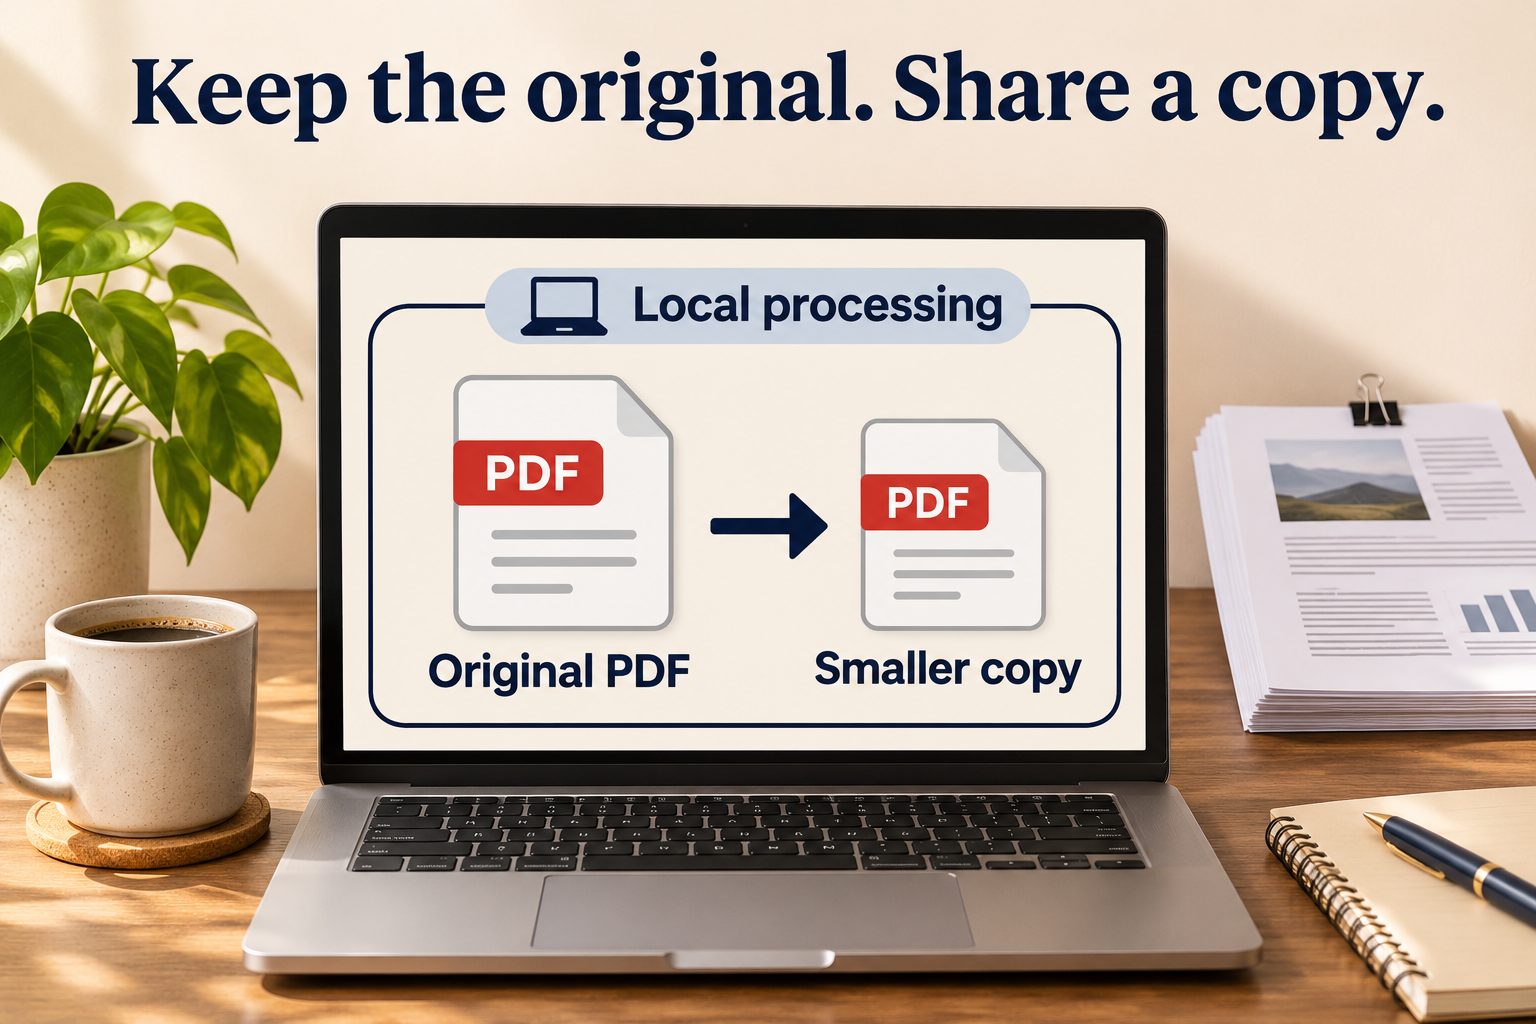 Keep the original. Share a copy.
Local processing
PDF
PDF
Original PDF
Smaller copy